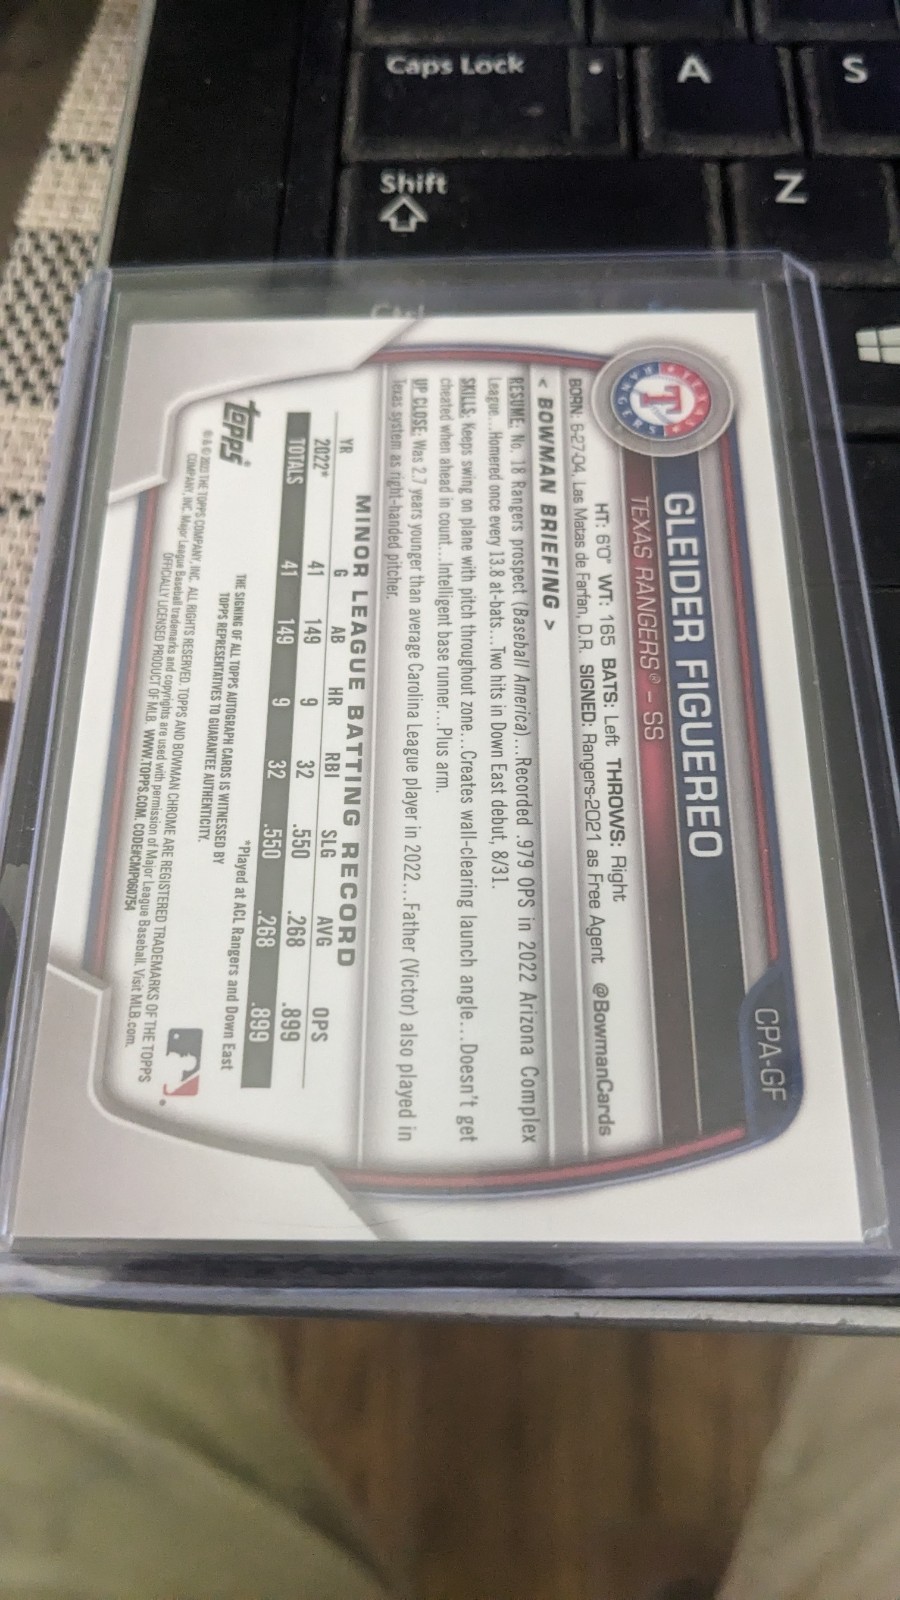 Caps Lock
A
S
Shift
Z
Ctrl
CPA-GF
TEXAS
RANGERS
T
GLEIDER FIGUEREO
TEXAS RANGERS® – SS
HT: 6'0" WT: 165 BATS: Left THROWS: Right
BORN: 6-27-04, Las Matas de Farfan, D.R. SIGNED: Rangers-2021 as Free Agent @BowmanCards
< BOWMAN BRIEFING >
RESUME: No. 18 Rangers prospect (Baseball America)... Recorded .979 OPS in 2022 Arizona Complex
League...Homered once every 13.8 at-bats...Two hits in Down East debut, 8/31.
SKILLS: Keeps swing on plane with pitch throughout zone...Creates wall-clearing launch angle...Doesn't get
cheated when ahead in count...Intelligent base runner...Plus arm.
UP CLOSE: Was 2.7 years younger than average Carolina League player in 2022...Father (Victor) also played in
Texas system as right-handed pitcher.
MINOR LEAGUE BATTING RECORD
YR G AB HR RBI SLG AVG OPS
2022* 41 149 9 32 .550 .268 .899
TOTALS 41 149 9 32 .550 .268 .899
*Played at ACL Rangers and Down East
topps
THE SIGNING OF ALL TOPPS AUTOGRAPH CARDS IS WITNESSED BY
TOPPS REPRESENTATIVES TO GUARANTEE AUTHENTICITY.
® & © 2023 THE TOPPS COMPANY, INC. ALL RIGHTS RESERVED. TOPPS AND BOWMAN CHROME ARE REGISTERED TRADEMARKS OF THE TOPPS
COMPANY, INC. Major League Baseball trademarks and copyrights are used with permission of Major League Baseball. Visit MLB.com.
OFFICIALLY LICENSED PRODUCT OF MLB. WWW.TOPPS.COM. CODE#CMP060754